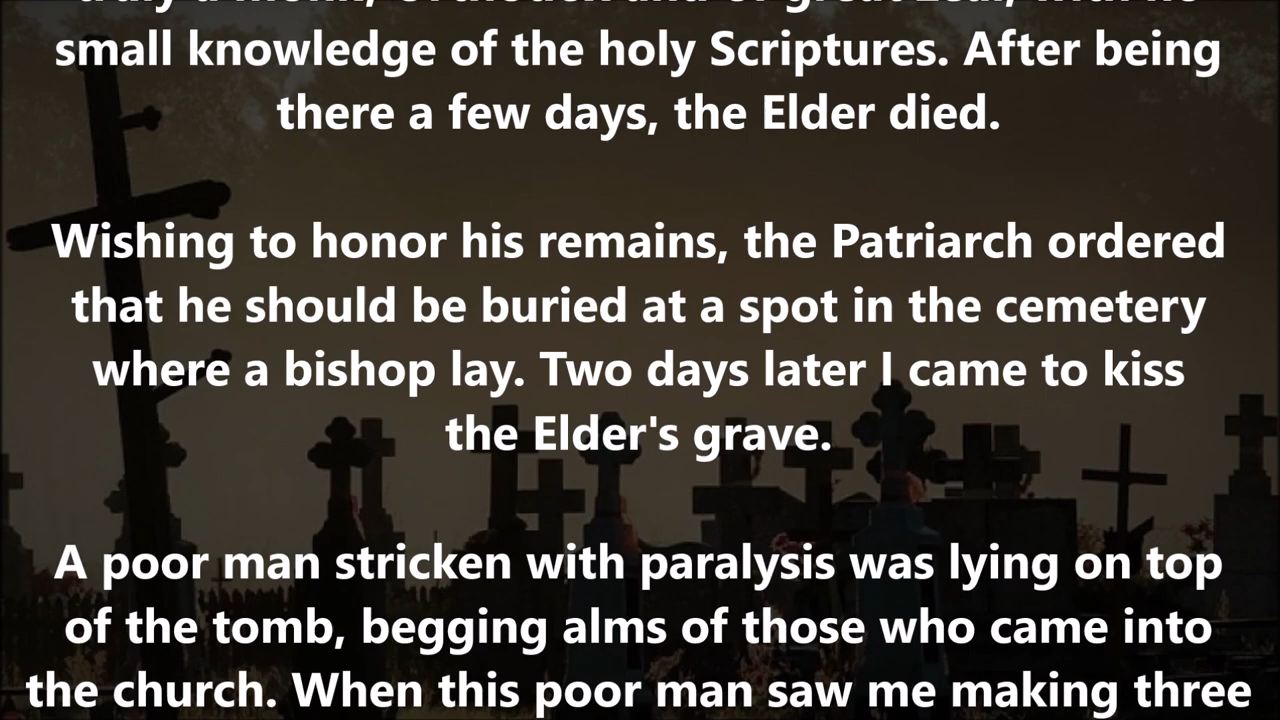 small knowledge of the holy Scriptures. After being
there a few days, the Elder died.
Wishing to honor his remains, the Patriarch ordered
that he should be buried at a spot in the cemetery
where a bishop lay. Two days later I came to kiss
the Elder's grave.
A poor man stricken with paralysis was lying on top
of the tomb, begging alms of those who came into
the church. When this poor man saw me making three